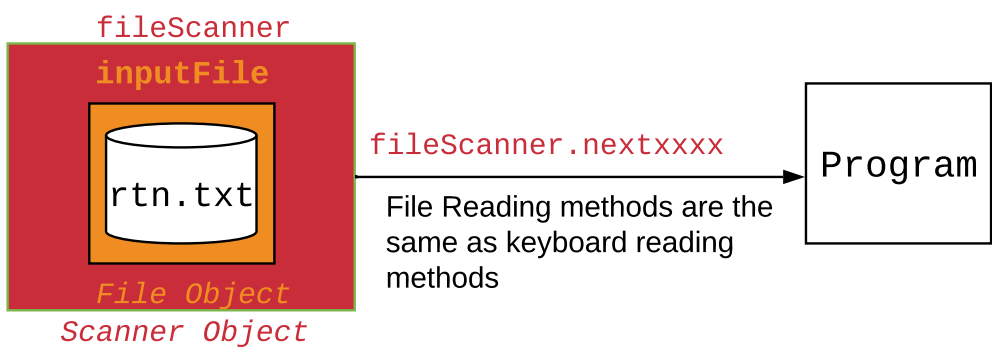 fileScanner
inputFile
rtn.txt
File Object
Scanner Object
fileScanner.nextxxxx
File Reading methods are the
same as keyboard reading
methods
Program